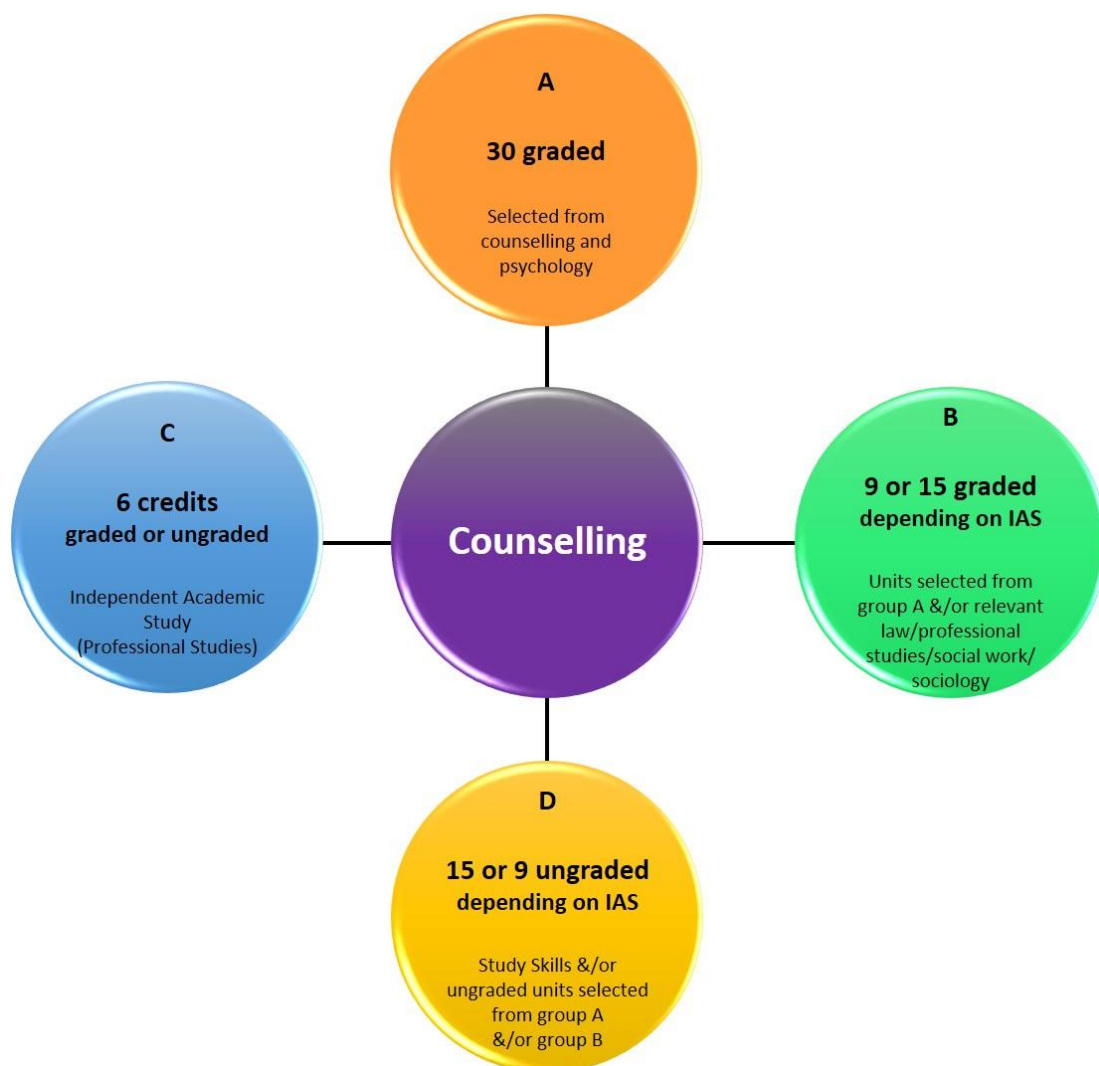 A
30 graded
Selected from
counselling and
psychology
C
6 credits
graded or ungraded
Independent Academic
Study
(Professional Studies)
Counselling
B
9 or 15 graded
depending on IAS
Units selected from
group A &/or relevant
law/professional
studies/social work/
sociology
D
15 or 9 ungraded
depending on IAS
Study Skills &/or
ungraded units selected
from group A
&/or group B